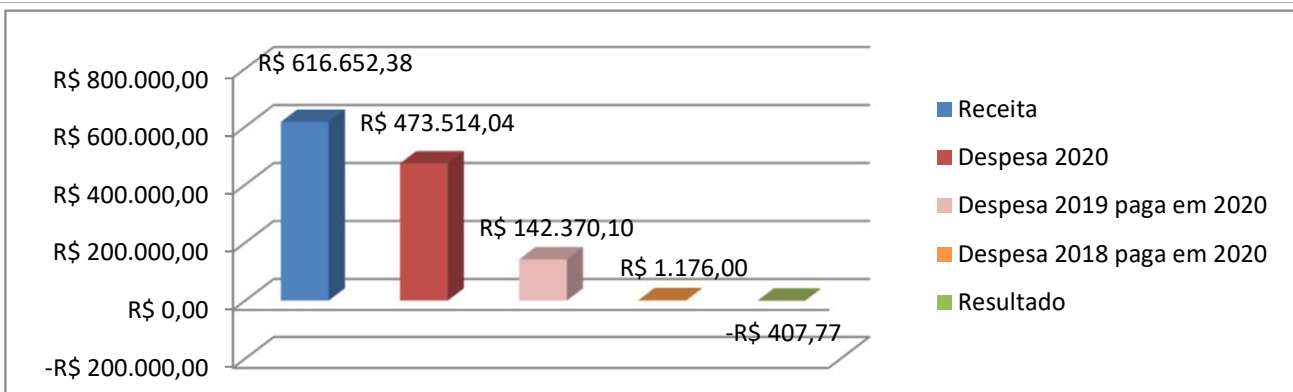 R$ 800.000,00
R$ 600.000,00
R$ 400.000,00
R$ 200.000,00
R$ 0,00
-R$ 200.000,00
R$ 616.652,38
R$ 473.514,04
R$ 142.370,10
R$ 1.176,00
-R$ 407,77
Receita
Despesa 2020
Despesa 2019 paga em 2020
Despesa 2018 paga em 2020
Resultado